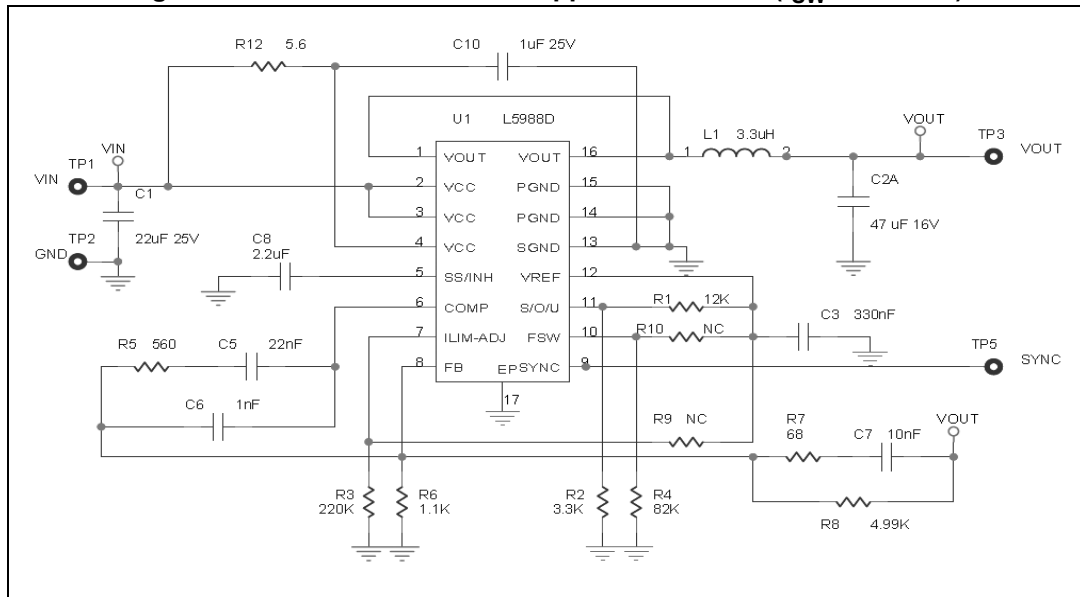 R12 5.6
C10 1uF 25V
U1 L5988D
VIN
TP1
VIN
C1
22uF 25V
TP2
GND
C8
2.2uF
1 VOUT VOUT 16
2 VCC PGND 15
3 VCC PGND 14
4 VCC SGND 13
5 SS/INH VREF 12
6 COMP S/O/U 11
7 ILIM-ADJ FSW 10
8 FB EP SYNC 9
17
1 L1 3.3uH 2
VOUT
TP3
VOUT
C2A
47 uF 16V
R1 12K
R10 NC
C3 330nF
TP5
SYNC
R5 560
C5 22nF
C6 1nF
R9 NC
R7
68
C7 10nF
VOUT
R8 4.99K
R3
220K
R6
1.1K
R2
3.3K
R4
82K